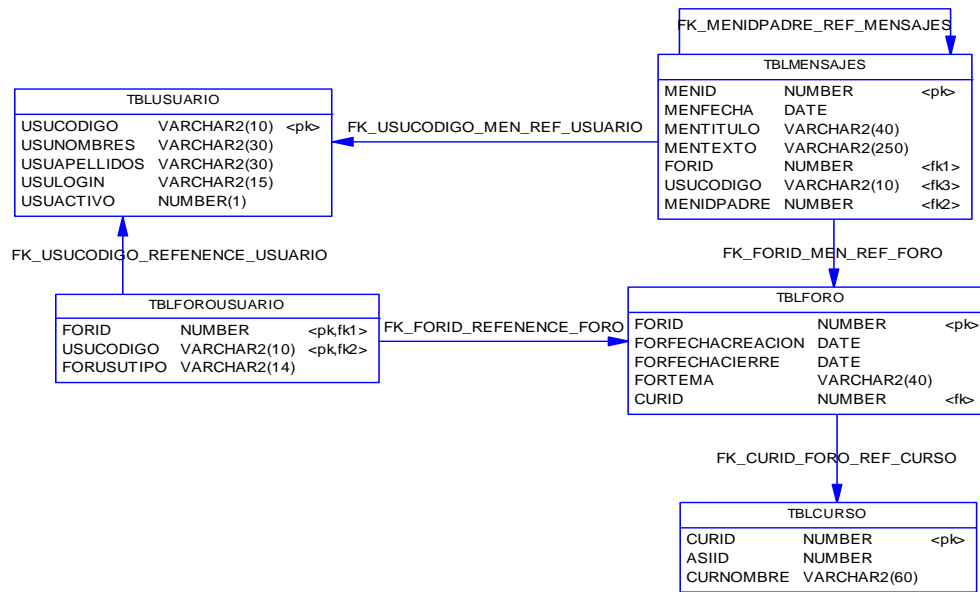 FK_MENIDPADRE_REF_MENSAJES
TBLMENSAJES
MENID NUMBER <pk>
MENFECHA DATE
MENTITULO VARCHAR2(40)
MENTEXTO VARCHAR2(250)
FORID NUMBER <fk1>
USUCODIGO VARCHAR2(10) <fk3>
MENIDPADRE NUMBER <fk2>
TBLUSUARIO
USUCODIGO VARCHAR2(10) <pk>
USUNOMBRES VARCHAR2(30)
USUAPELLIDOS VARCHAR2(30)
USULOGIN VARCHAR2(15)
USUACTIVO NUMBER(1)
FK_USUCODIGO_MEN_REF_USUARIO
FK_USUCODIGO_REFENENCE_USUARIO
FK_FORID_MEN_REF_FORO
TBLFOROUSUARIO
FORID NUMBER <pk,fk1>
USUCODIGO VARCHAR2(10) <pk,fk2>
FORUSUTIPO VARCHAR2(14)
FK_FORID_REFENENCE_FORO
TBLFORO
FORID NUMBER <pk>
FORFECHACREACION DATE
FORFECHACIERRE DATE
FORTEMA VARCHAR2(40)
CURID NUMBER <fk>
FK_CURID_FORO_REF_CURSO
TBLCURSO
CURID NUMBER <pk>
ASIID NUMBER
CURNOMBRE VARCHAR2(60)